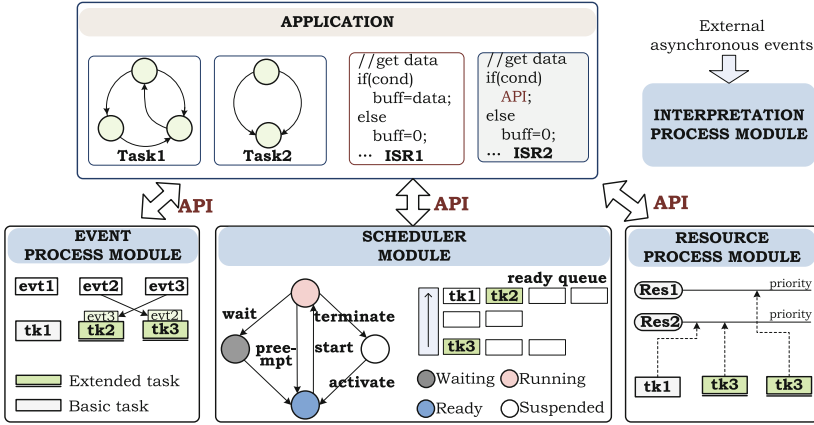 APPLICATION
Task1
Task2
//get data
if(cond)
buff=data;
else
buff=0;
... ISR1
//get data
if(cond)
API;
else
buff=0;
... ISR2
External
asynchronous events
INTERPRETATION
PROCESS MODULE
API
API
API
EVENT
PROCESS MODULE
evt1 evt2 evt3
evt3 evt2
tk1 tk2 tk3
Extended task
Basic task
SCHEDULER
MODULE
wait
terminate
pree-
mpt
start
activate
ready queue
tk1 tk2
tk3
Waiting Running
Ready Suspended
RESOURCE
PROCESS MODULE
Res1 priority
Res2 priority
tk1 tk3 tk3